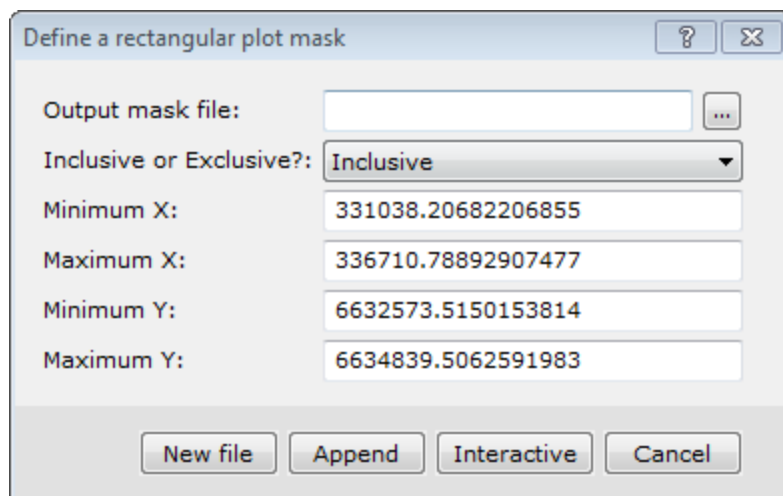 Define a rectangular plot mask
Output mask file: ...
Inclusive or Exclusive?: Inclusive
Minimum X: 331038.20682206855
Maximum X: 336710.78892907477
Minimum Y: 6632573.5150153814
Maximum Y: 6634839.5062591983
New file Append Interactive Cancel